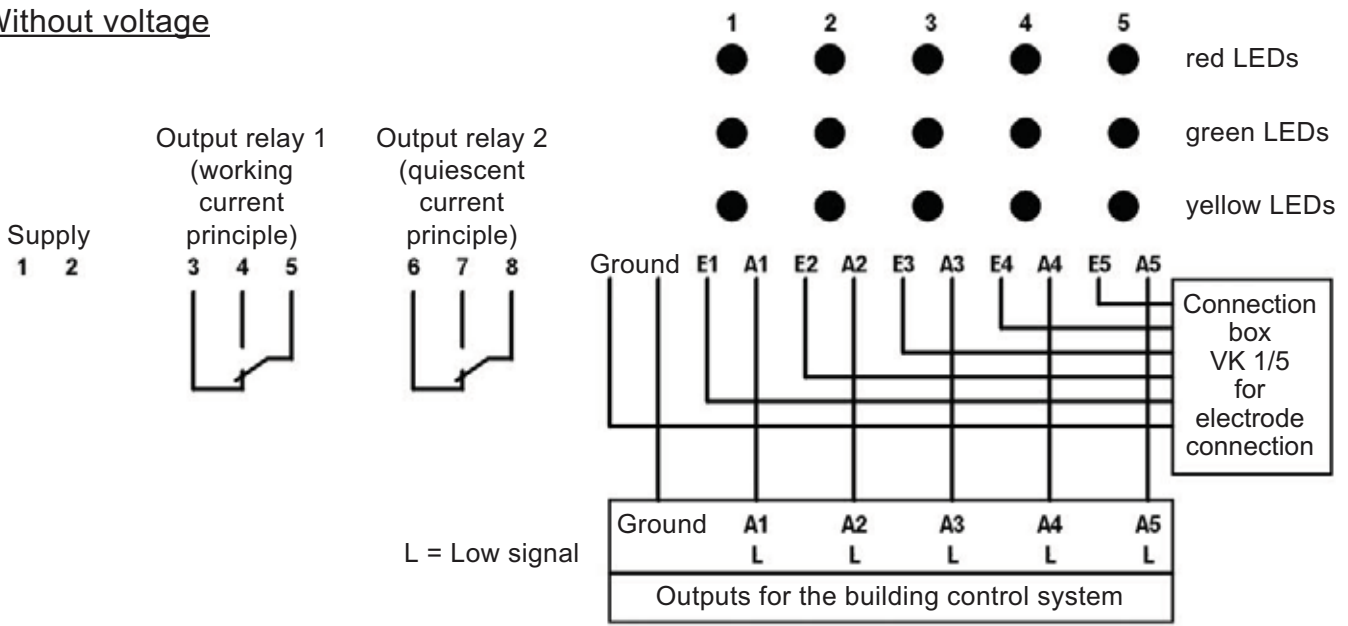 Without voltage
1 2 3 4 5
red LEDs
green LEDs
yellow LEDs
Output relay 1
(working
current
principle)
Output relay 2
(quiescent
current
principle)
Supply
1 2
3 4 5
6 7 8
Ground E1 A1 E2 A2 E3 A3 E4 A4 E5 A5
Connection
box
VK 1/5
for
electrode
connection
Ground A1 A2 A3 A4 A5
L = Low signal
L L L L L
Outputs for the building control system